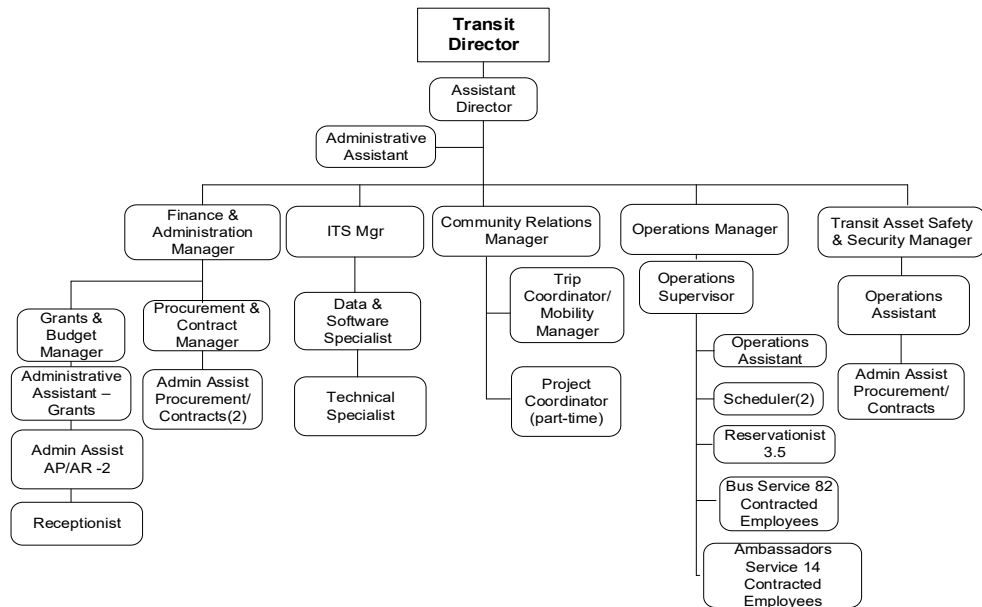 Transit
Director
Assistant
Director
Administrative
Assistant
Finance &
Administration
Manager
ITS Mgr
Community Relations
Manager
Operations Manager
Transit Asset Safety
& Security Manager
Grants &
Budget
Manager
Procurement &
Contract
Manager
Data &
Software
Specialist
Trip
Coordinator/
Mobility
Manager
Operations
Supervisor
Operations
Assistant
Administrative
Assistant –
Grants
Admin Assist
Procurement/
Contracts(2)
Technical
Specialist
Project
Coordinator
(part-time)
Operations
Assistant
Admin Assist
Procurement/
Contracts
Scheduler(2)
Admin Assist
AP/AR -2
Reservationist
3.5
Receptionist
Bus Service 82
Contracted
Employees
Ambassadors
Service 14
Contracted
Employees